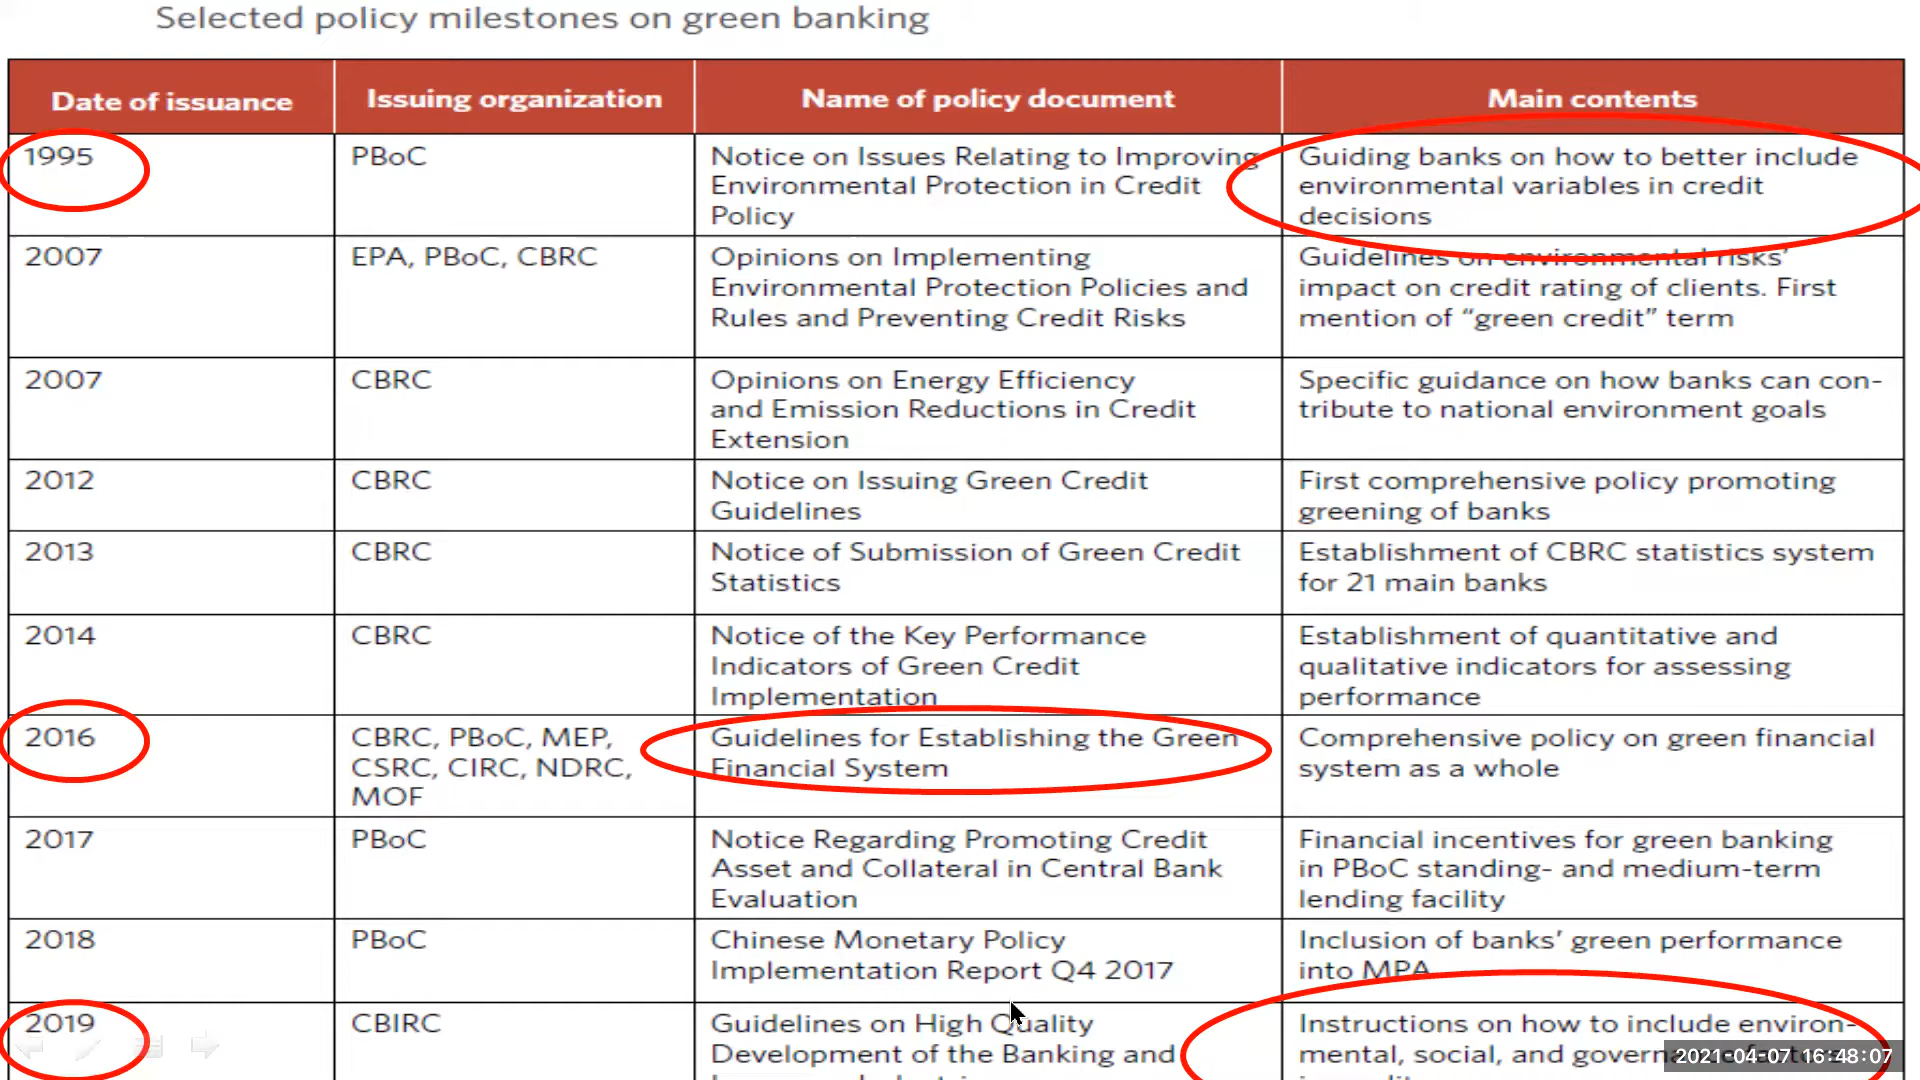 Selected policy milestones on green banking
Date of issuance
Issuing organization
Name of policy document
Main contents
1995
PBoC
Notice on Issues Relating to Improving
Environmental Protection in Credit
Policy
Guiding banks on how to better include
environmental variables in credit
decisions
2007
EPA, PBoC, CBRC
Opinions on Implementing
Environmental Protection Policies and
Rules and Preventing Credit Risks
Guidelines on environmental risks'
impact on credit rating of clients. First
mention of “green credit” term
2007
CBRC
Opinions on Energy Efficiency
and Emission Reductions in Credit
Extension
Specific guidance on how banks can con-
tribute to national environment goals
2012
CBRC
Notice on Issuing Green Credit
Guidelines
First comprehensive policy promoting
greening of banks
2013
CBRC
Notice of Submission of Green Credit
Statistics
Establishment of CBRC statistics system
for 21 main banks
2014
CBRC
Notice of the Key Performance
Indicators of Green Credit
Implementation
Establishment of quantitative and
qualitative indicators for assessing
performance
2016
CBRC, PBoC, MEP,
CSRC, CIRC, NDRC,
MOF
Guidelines for Establishing the Green
Financial System
Comprehensive policy on green financial
system as a whole
2017
PBoC
Notice Regarding Promoting Credit
Asset and Collateral in Central Bank
Evaluation
Financial incentives for green banking
in PBoC standing- and medium-term
lending facility
2018
PBoC
Chinese Monetary Policy
Implementation Report Q4 2017
Inclusion of banks’ green performance
into MPA
2019
CBIRC
Guidelines on High Quality
Development of the Banking and
Instructions on how to include environ-
mental, social, and
2021-04-07 16:48:07